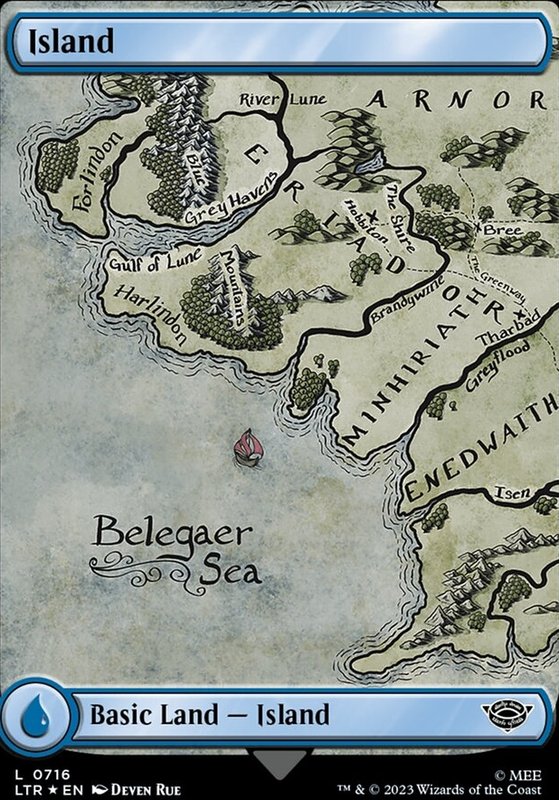 Island
River Lune
ARNOR
Forlindon
Blue
ERIADOR
Grey Havens
The Shire
Hobbiton
Bree
Gulf of Lune
Mountains
The Greenway
Harlindon
Brandywine
Tharbad
MINHIRIATH
Greyflood
ENEDWAITH
Isen
Belegaer
Sea
Basic Land — Island
L 0716
LTR ★ EN DEVEN RUE
© MEE
™ & © 2023 Wizards of the Coast